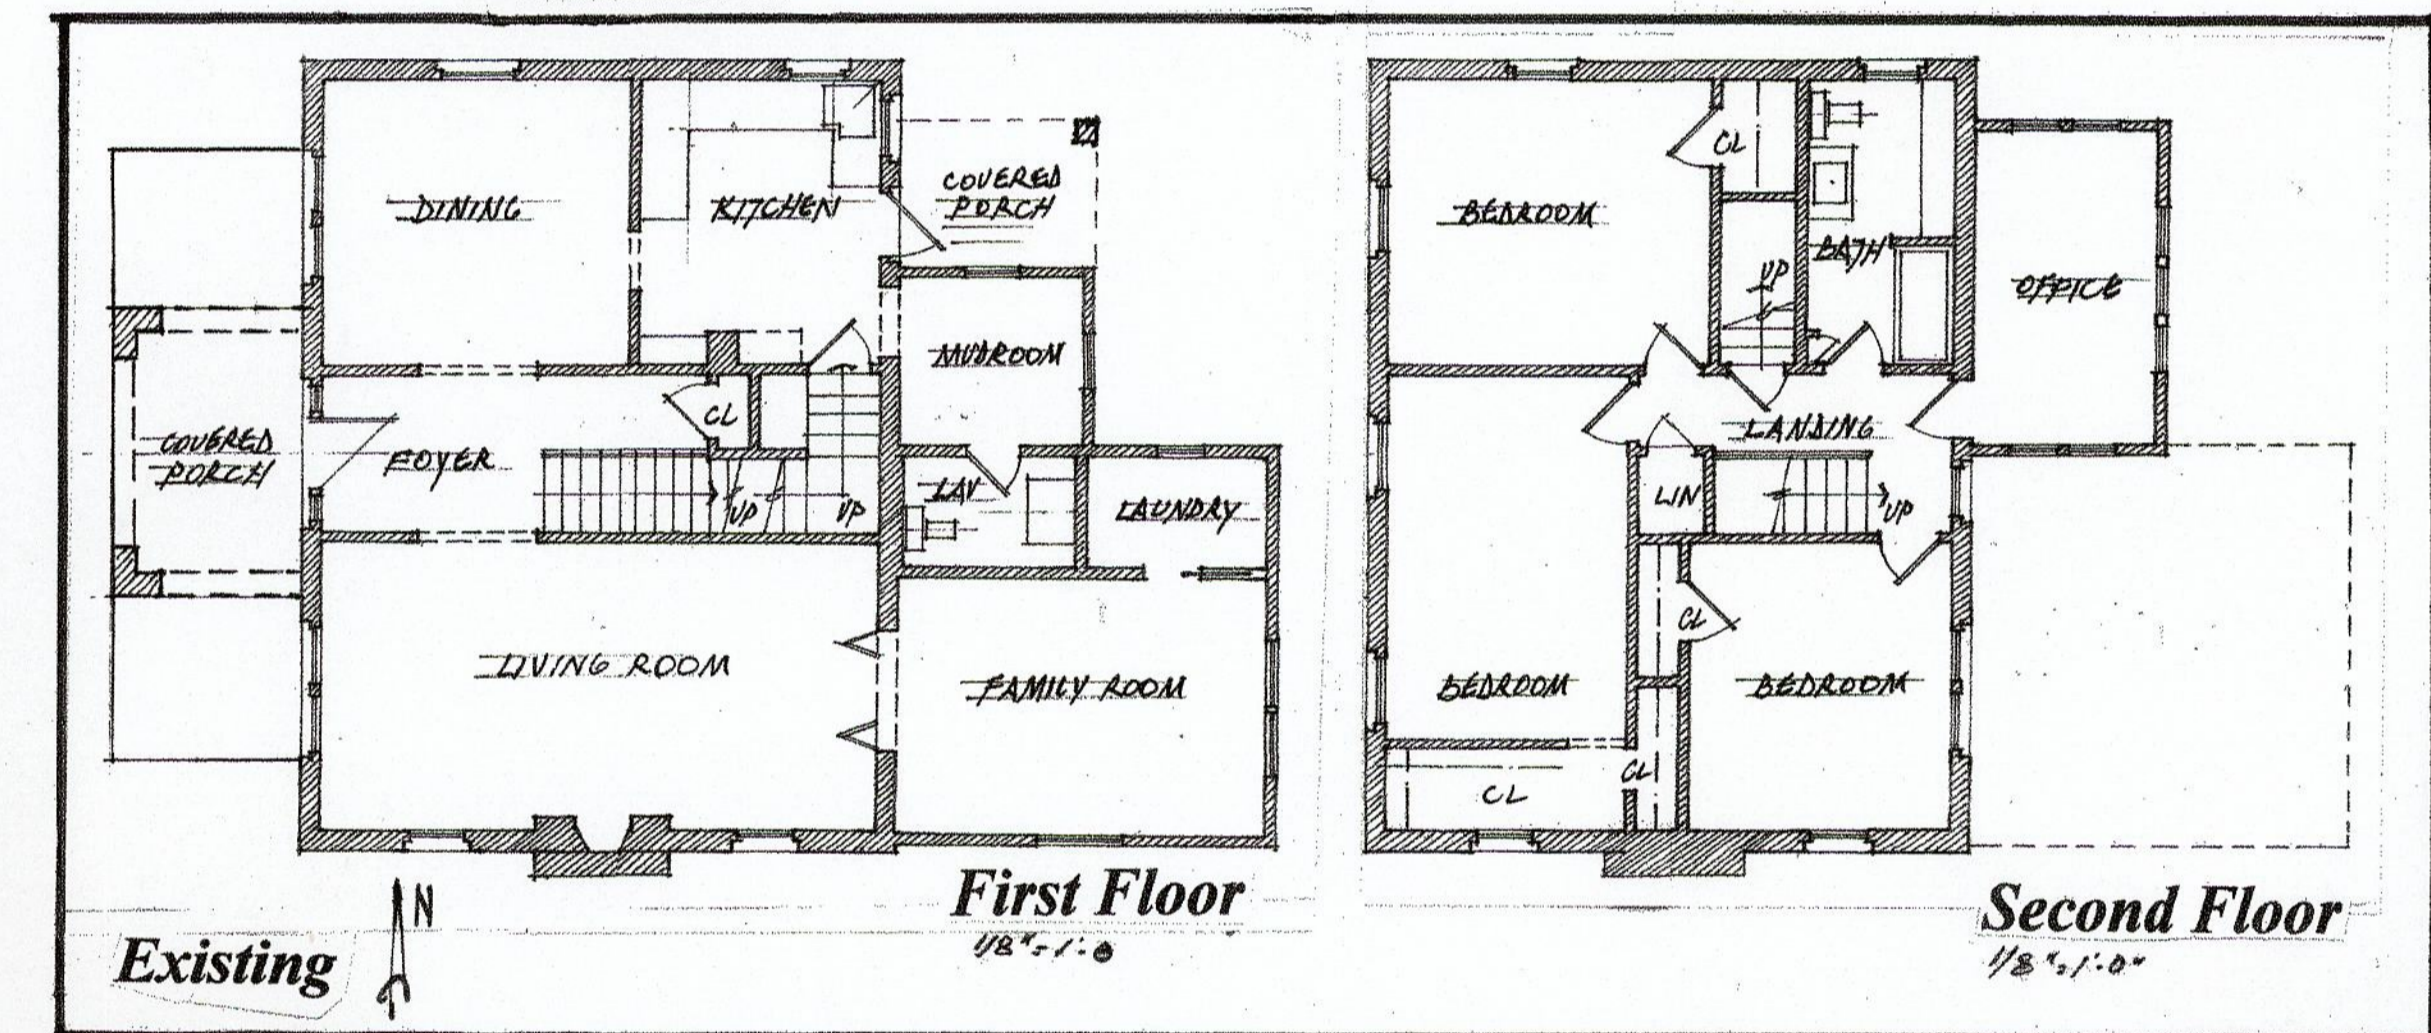 DINING
KITCHEN
COVERED
PORCH
MUDROOM
COVERED
PORCH
FOYER
CL
UP
UP
LAV
LAUNDRY
LIVING ROOM
FAMILY ROOM
First Floor
1/8"=1'-0
N
Existing
BEDROOM
CL
UP
BATH
OFFICE
LANDING
LIN
UP
CL
BEDROOM
BEDROOM
CL
CL
Second Floor
1/8"=1'-0"